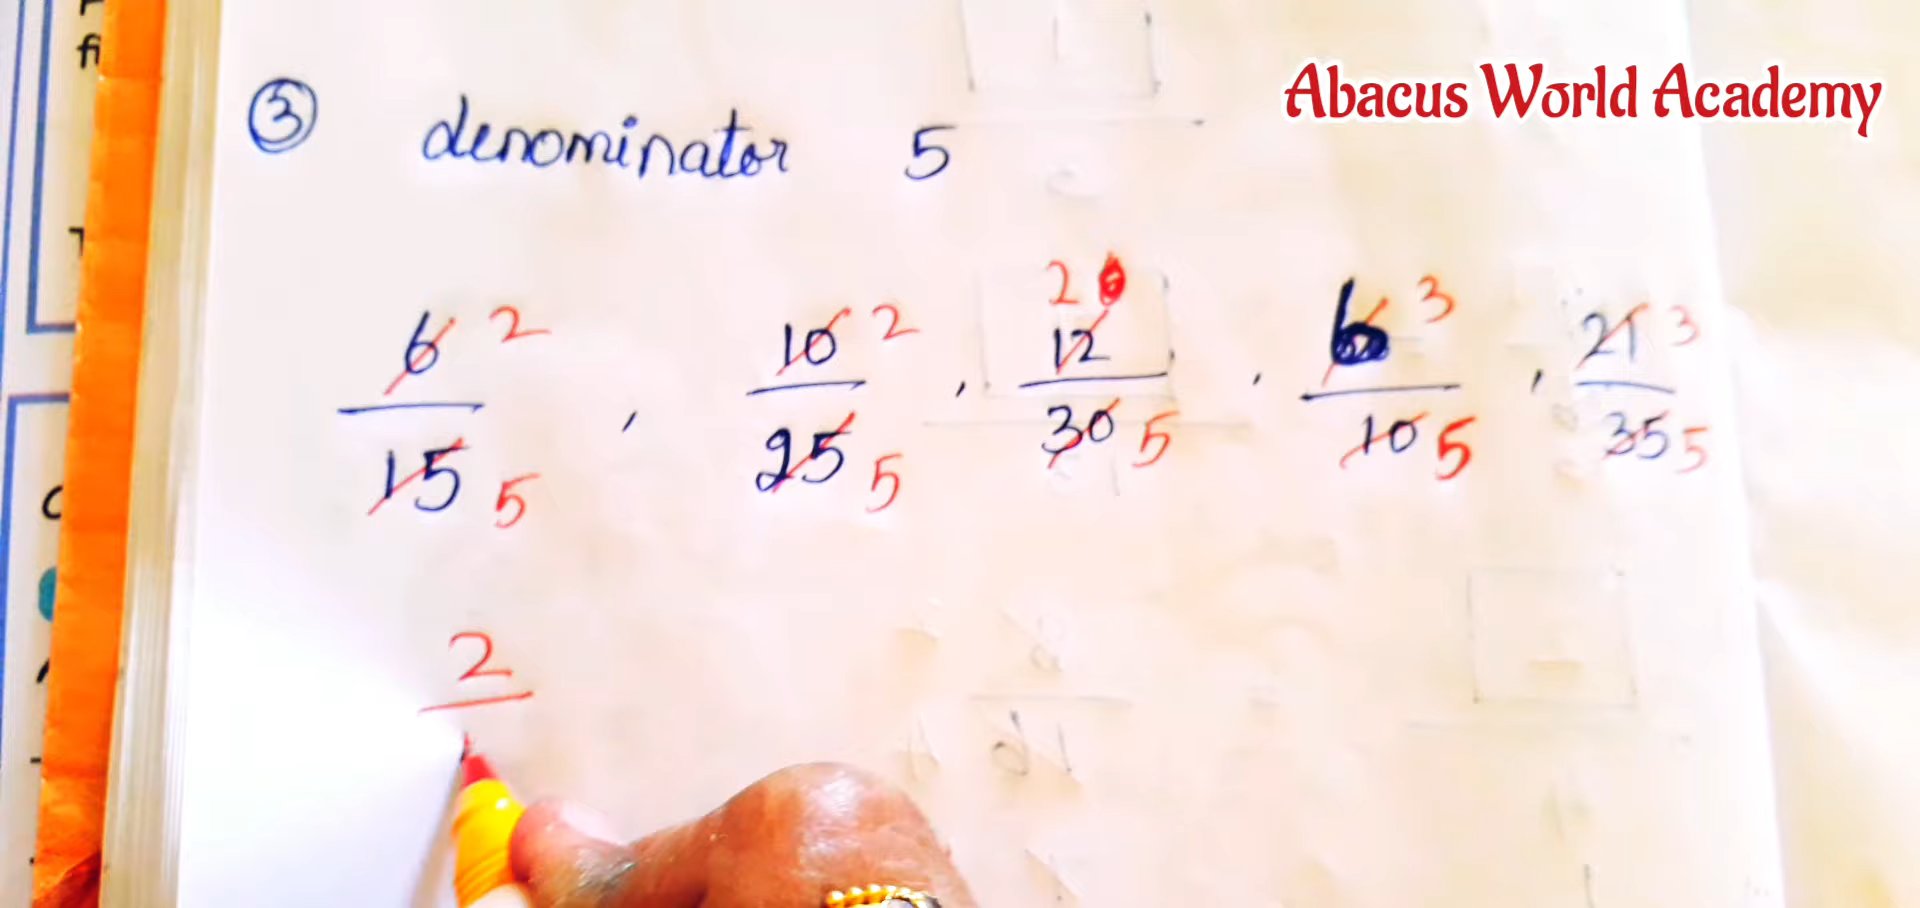 Abacus World Academy
fi
③ denominator 5
6 2 , 10 2 , 20 12 , 6 3 , 21 3
15 5 25 5 30 5 10 5 35 5
2